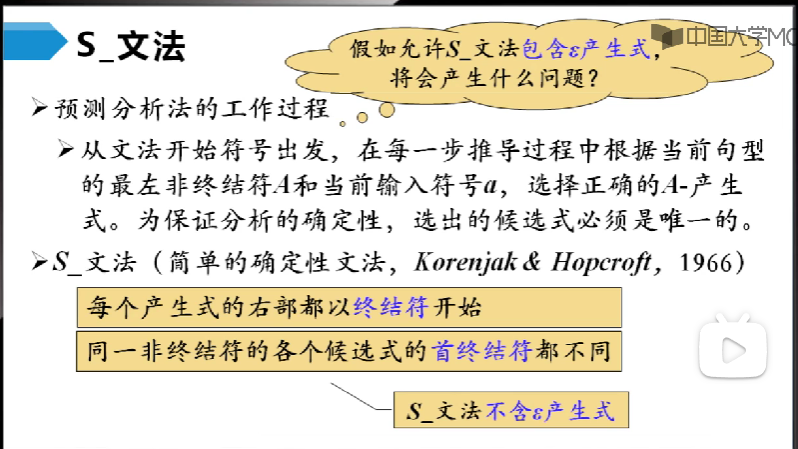 S_文法
假如允许S_文法包含ε产生式，
将会产生什么问题？
中国大学MO
预测分析法的工作过程
从文法开始符号出发，在每一步推导过程中根据当前句型
的最左非终结符A和当前输入符号a，选择正确的A-产生
式。为保证分析的确定性，选出的候选式必须是唯一的。
S_文法（简单的确定性文法，Korenjak & Hopcroft，1966）
每个产生式的右部都以终结符开始
同一非终结符的各个候选式的首终结符都不同
S_文法不含ε产生式